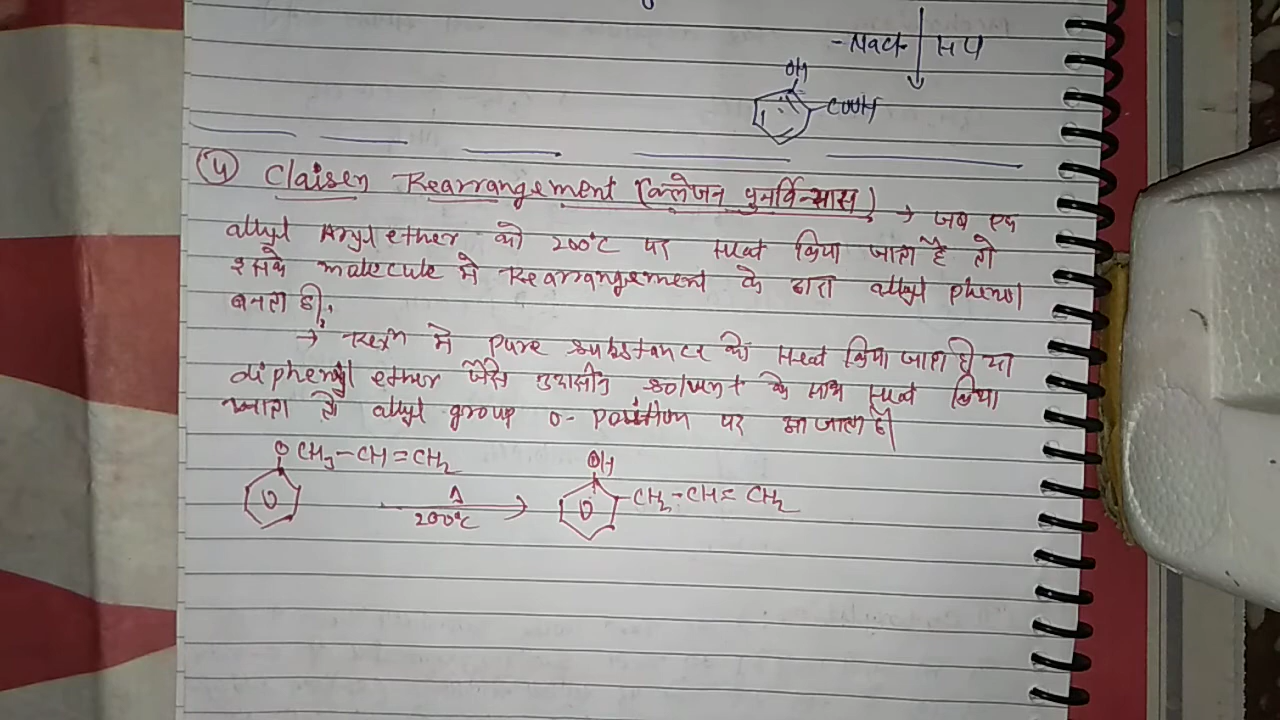 -NaCl हाप
OH
COOH
④ Claisen Rearrangement (क्लेजन पुनर्विन्यास) → जब एक
allyl Aryl ether को 200°C पर Heat किया जाता है तो
इसके malecule मे Rearrangement के द्वारा allyl phenol
बनता है।
→ Rexⁿ मे pure substance को Heat किया जाता है या
diphenyl ether जैसे उदासीन solvent के साथ Heat किया
जाता है allyl group o- position पर आ जाता है।
O CH₂-CH=CH₂
OH
Δ
200°C
CH₂-CH=CH₂